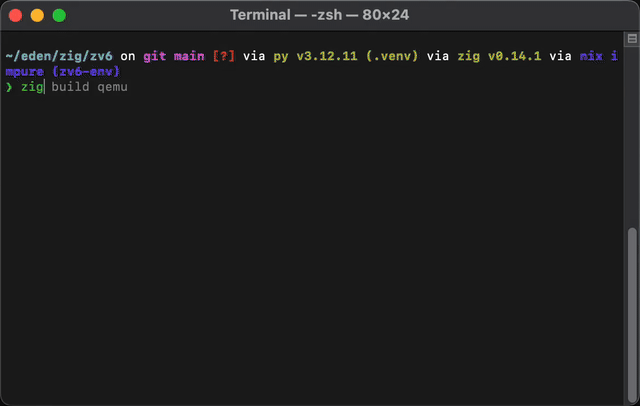 Terminal — -zsh — 80×24
~/eden/zig/zv6 on git main [?] via py v3.12.11 (.venv) via zig v0.14.1 via mix i
mpure (zv6-env)
❯ zig build qemu